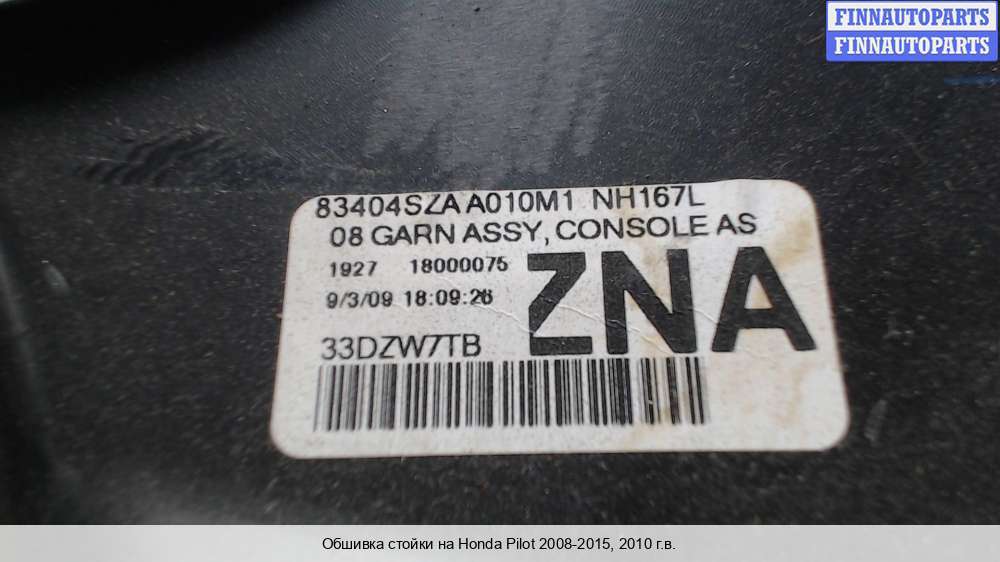 FINNAUTOPARTS
FINNAUTOPARTS
83404SZA A010M1 NH167L
08 GARN ASSY, CONSOLE AS
1927 18000075
9/3/09 18:09:26
ZNA
33DZW7TB
Обшивка стойки на Honda Pilot 2008-2015, 2010 г.в.